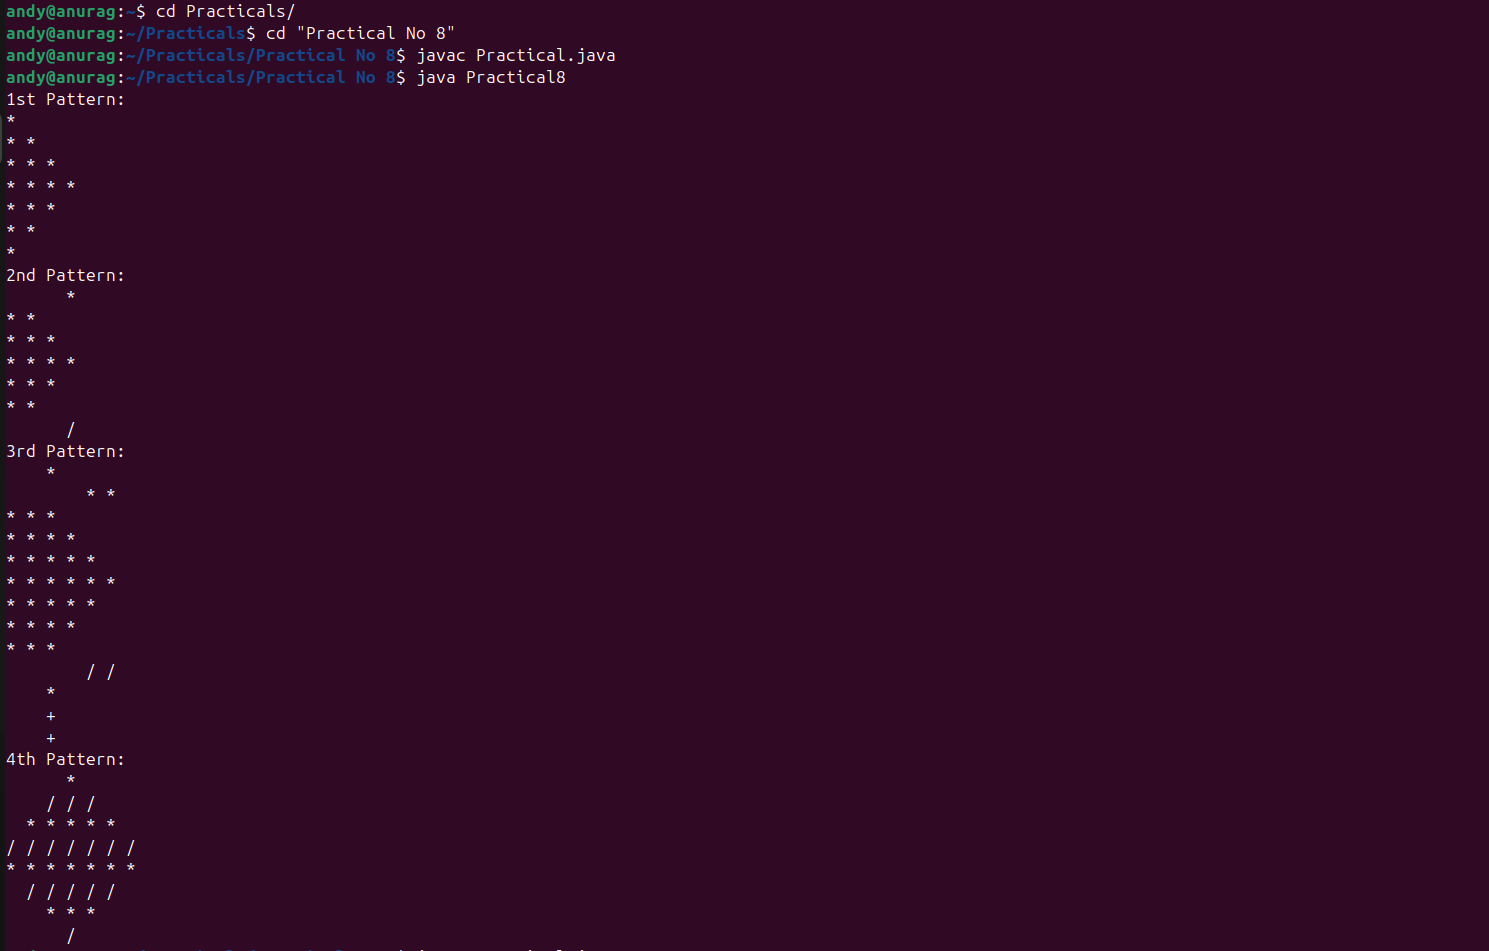 andy@anurag:~$ cd Practicals/
andy@anurag:~/Practicals$ cd "Practical No 8"
andy@anurag:~/Practicals/Practical No 8$ javac Practical.java
andy@anurag:~/Practicals/Practical No 8$ java Practical8
1st Pattern:
*
* *
* * *
* * * *
* * *
* *
*
2nd Pattern:
      *
* *
* * *
* * * *
* * *
* *
      /
3rd Pattern:
    *
        * *
* * *
* * * *
* * * * *
* * * * * *
* * * * *
* * * *
* * *
        / /
    *
    +
    +
4th Pattern:
      *
    / / /
  * * * * *
/ / / / / / /
* * * * * * *
  / / / / /
    * * *
      /